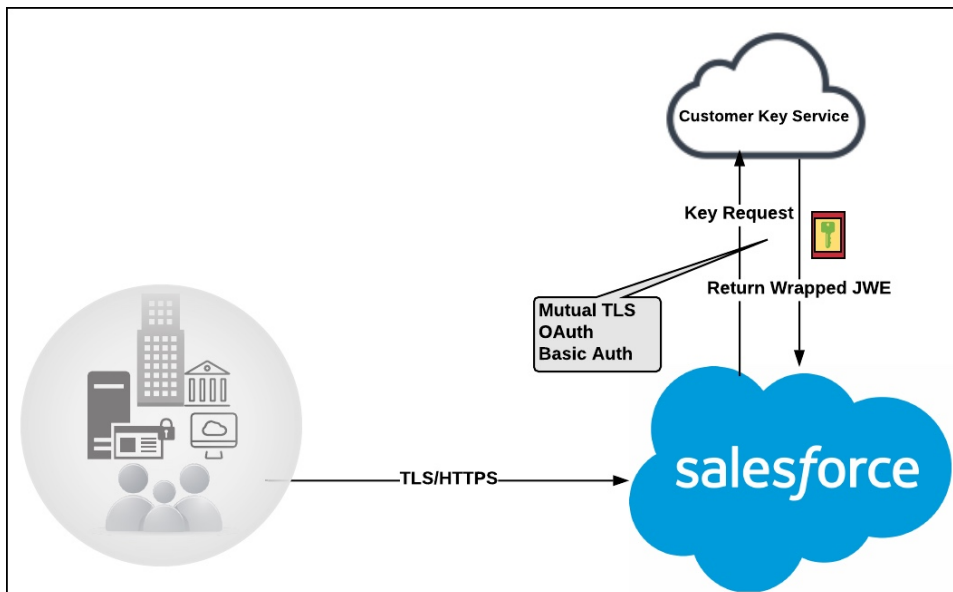 Customer Key Service
Key Request
Return Wrapped JWE
Mutual TLS
OAuth
Basic Auth
TLS/HTTPS
salesforce